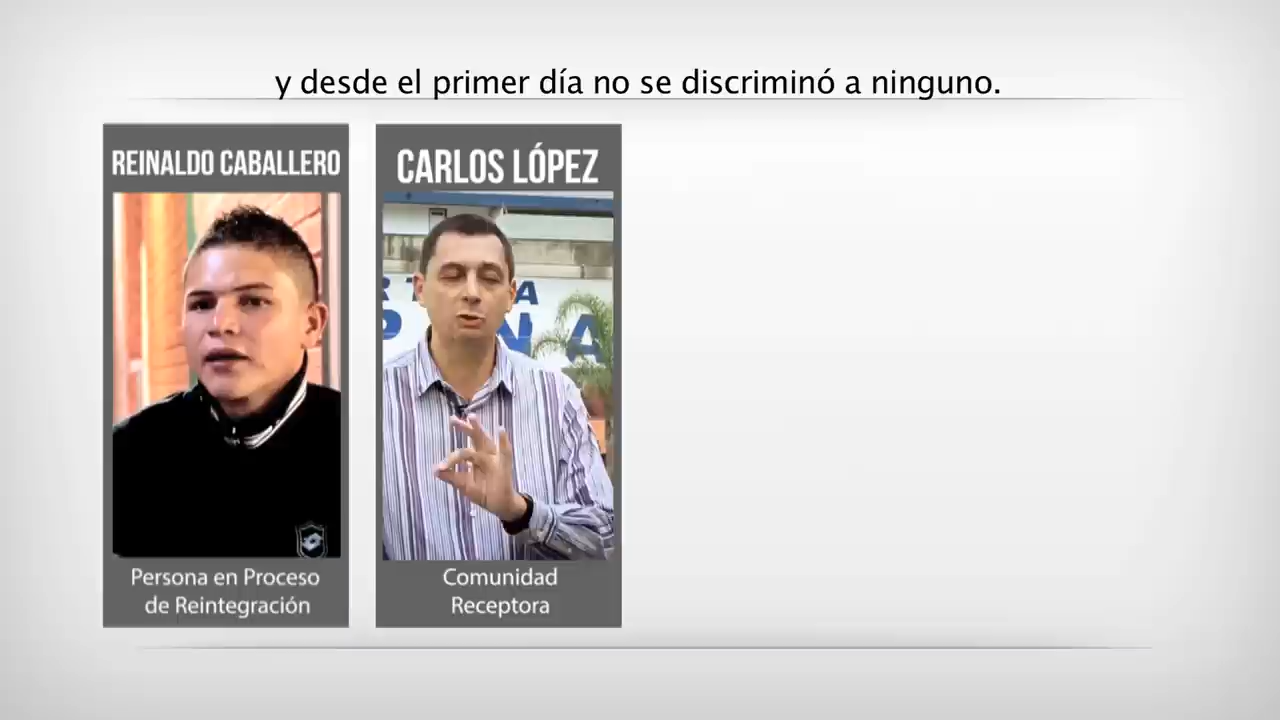 y desde el primer día no se discriminó a ninguno.
REINALDO CABALLERO
CARLOS LÓPEZ
Persona en Proceso
de Reintegración
Comunidad
Receptora